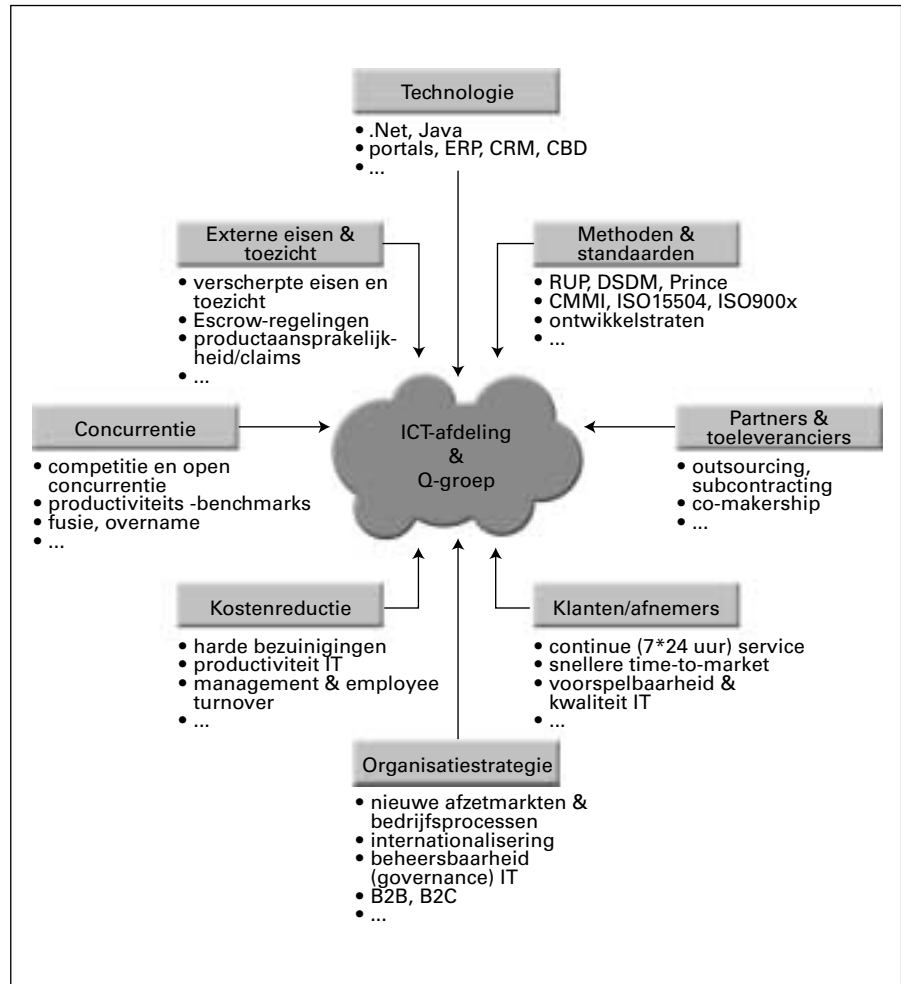 Technologie
• .Net, Java
• portals, ERP, CRM, CBD
• ...
Externe eisen &
toezicht
• verscherpte eisen en
toezicht
• Escrow-regelingen
• productaansprakelijk-
heid/claims
• ...
Methoden &
standaarden
• RUP, DSDM, Prince
• CMMI, ISO15504, ISO900x
• ontwikkelstraten
• ...
Concurrentie
• competitie en open
concurrentie
• productiviteits -benchmarks
• fusie, overname
• ...
ICT-afdeling
&
Q-groep
Partners &
toeleveranciers
• outsourcing,
subcontracting
• co-makership
• ...
Kostenreductie
• harde bezuinigingen
• productiviteit IT
• management & employee
turnover
• ...
Klanten/afnemers
• continue (7*24 uur) service
• snellere time-to-market
• voorspelbaarheid &
kwaliteit IT
• ...
Organisatiestrategie
• nieuwe afzetmarkten &
bedrijfsprocessen
• internationalisering
• beheersbaarheid
(governance) IT
• B2B, B2C
• ...